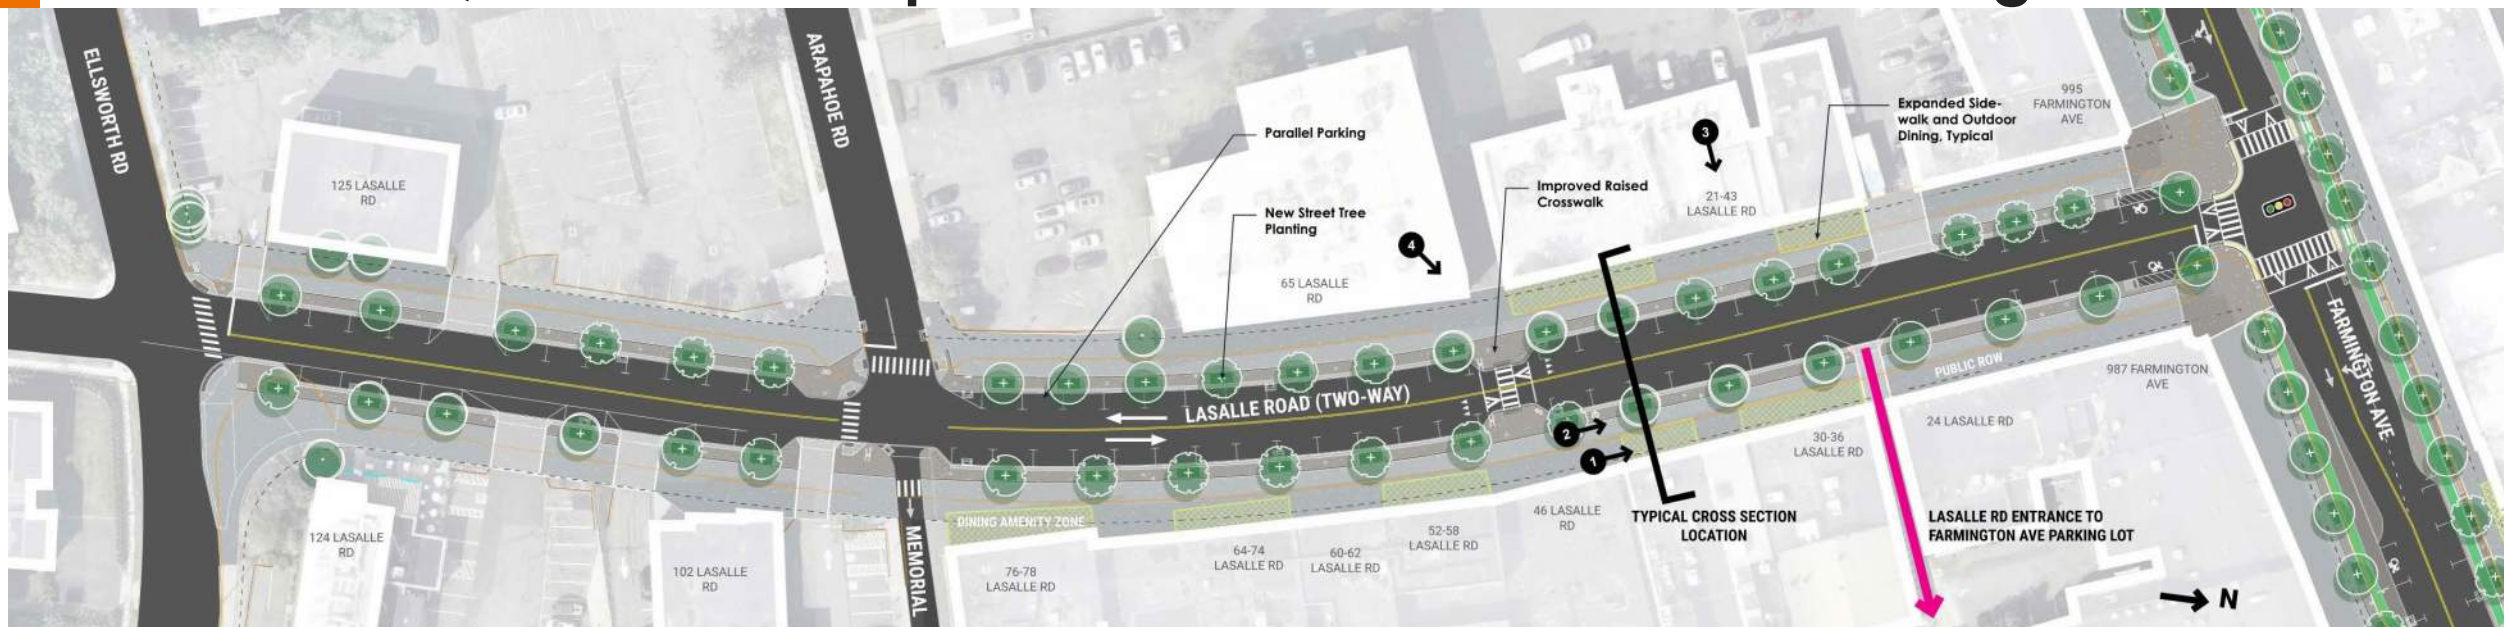 ELLSWORTH RD
125 LASALLE
RD
ARAPAHOE RD
Parallel Parking
New Street Tree
Planting
4
65 LASALLE
RD
Improved Raised
Crosswalk
3
21-43
LASALLE RD
Expanded Side-
walk and Outdoor
Dining, Typical
995
FARMINGTON
AVE
LASALLE ROAD (TWO-WAY)
2
1
PUBLIC ROW
987 FARMINGTON
AVE
FARMINGTON AVE
124 LASALLE
RD
102 LASALLE
RD
MEMORIAL
DINING AMENITY ZONE
76-78
LASALLE RD
64-74
LASALLE RD
60-62
LASALLE RD
52-58
LASALLE RD
46 LASALLE
RD
TYPICAL CROSS SECTION
LOCATION
30-36
LASALLE RD
24 LASALLE RD
LASALLE RD ENTRANCE TO
FARMINGTON AVE PARKING LOT
N